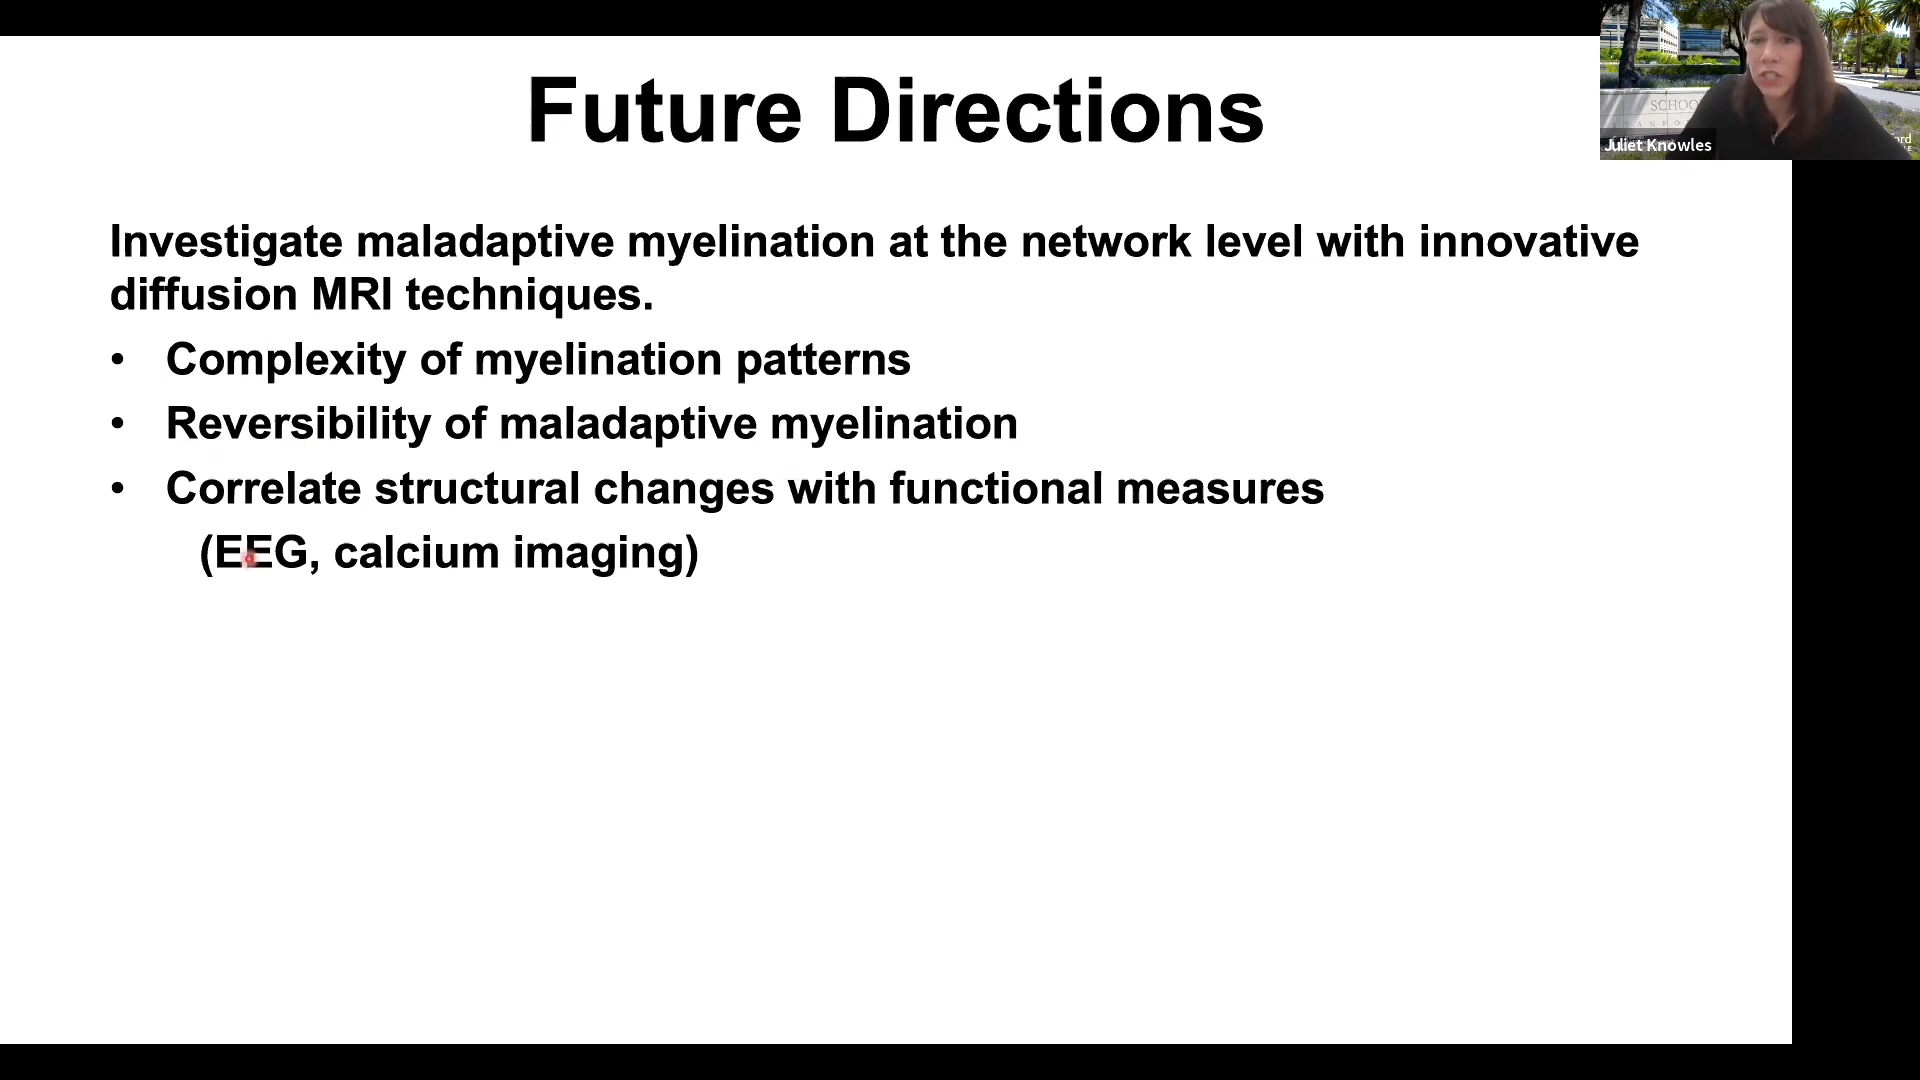 Future Directions
Investigate maladaptive myelination at the network level with innovative
diffusion MRI techniques.
• Complexity of myelination patterns
• Reversibility of maladaptive myelination
• Correlate structural changes with functional measures
(EEG, calcium imaging)
SCHOO
Juliet Knowles